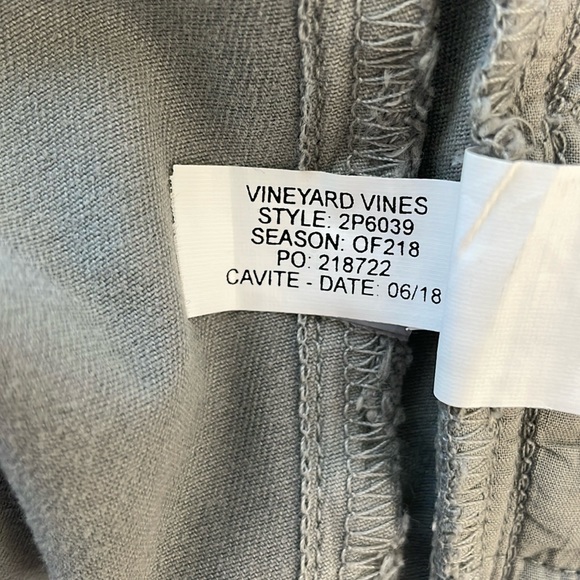 VINEYARD VINES
STYLE: 2P6039
SEASON: OF218
PO: 218722
CAVITE - DATE: 06/18